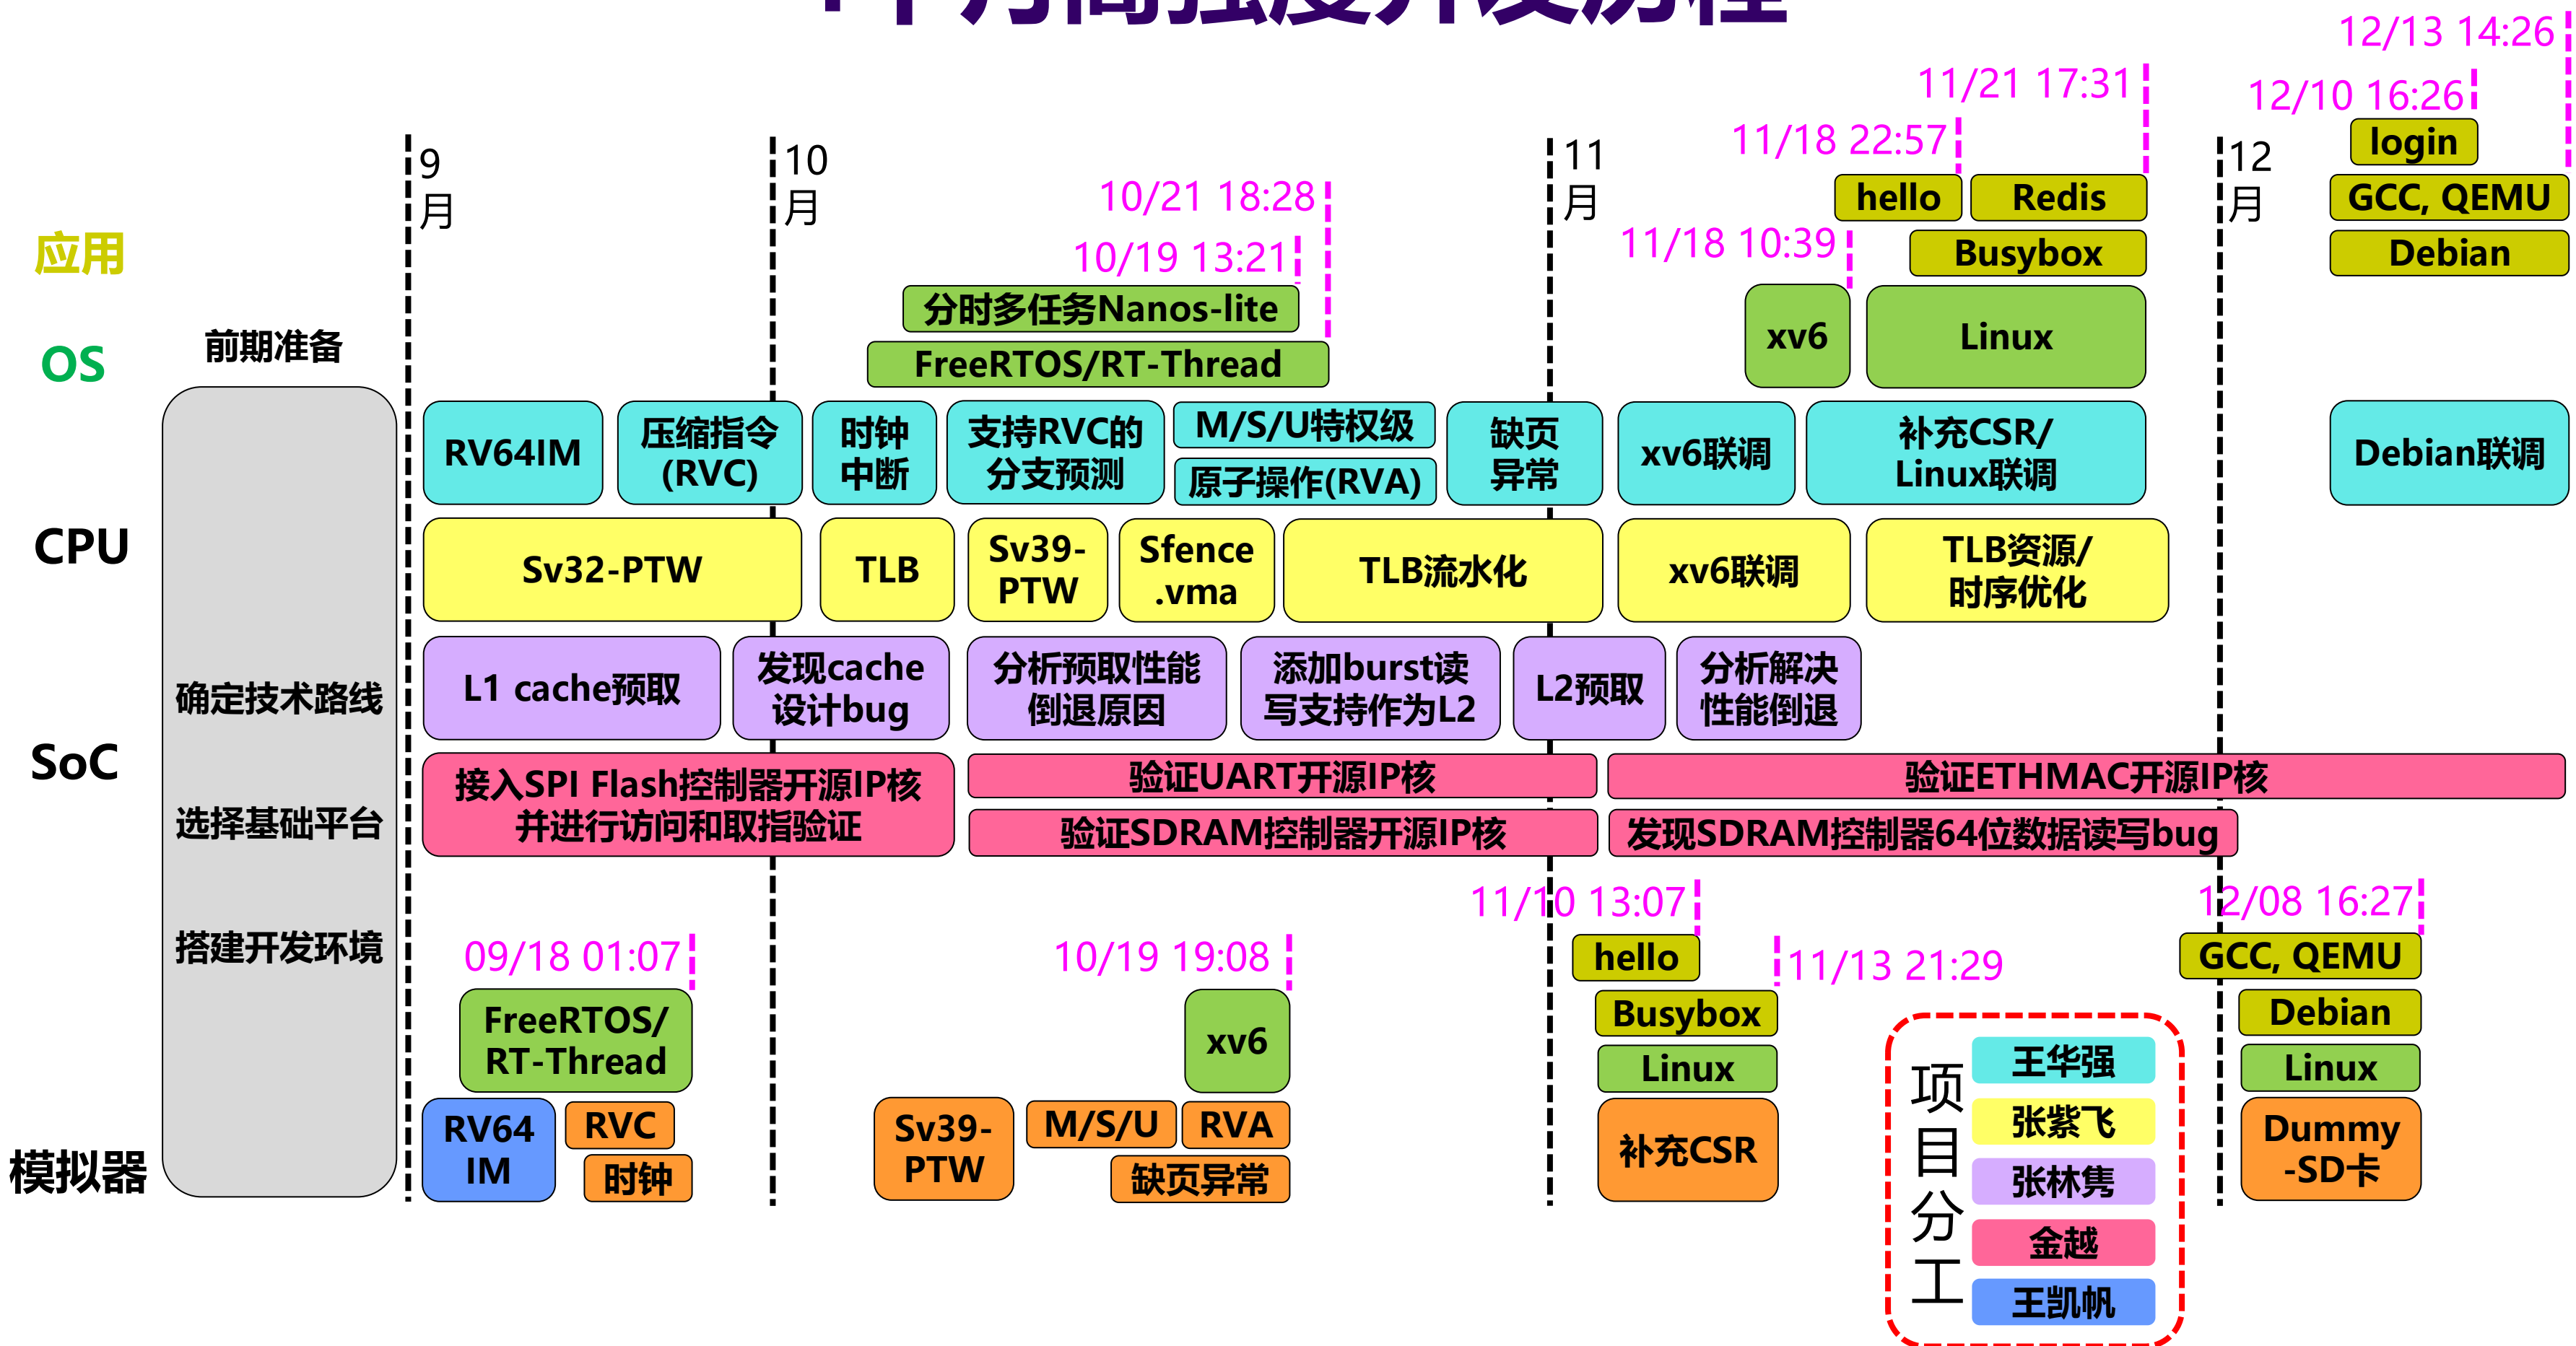 4个月高强度开发历程
12/13 14:26
11/21 17:31
12/10 16:26
11/18 22:57
login
9
月
10
月
11
月
12
月
10/21 18:28
hello
Redis
GCC, QEMU
应用
10/19 13:21
11/18 10:39
Busybox
Debian
分时多任务Nanos-lite
xv6
Linux
OS
前期准备
FreeRTOS/RT-Thread
RV64IM
压缩指令
(RVC)
时钟
中断
支持RVC的
分支预测
M/S/U特权级
原子操作(RVA)
缺页
异常
xv6联调
补充CSR/
Linux联调
Debian联调
CPU
Sv32-PTW
TLB
Sv39-
PTW
Sfence
.vma
TLB流水化
xv6联调
TLB资源/
时序优化
确定技术路线
L1 cache预取
发现cache
设计bug
分析预取性能
倒退原因
添加burst读
写支持作为L2
L2预取
分析解决
性能倒退
SoC
选择基础平台
接入SPI Flash控制器开源IP核
并进行访问和取指验证
验证UART开源IP核
验证ETHMAC开源IP核
验证SDRAM控制器开源IP核
发现SDRAM控制器64位数据读写bug
搭建开发环境
11/10 13:07
12/08 16:27
09/18 01:07
10/19 19:08
hello
11/13 21:29
GCC, QEMU
FreeRTOS/
RT-Thread
xv6
Busybox
Debian
Linux
Linux
模拟器
RV64
IM
RVC
时钟
Sv39-
PTW
M/S/U
RVA
缺页异常
补充CSR
Dummy
-SD卡
项目分工
王华强
张紫飞
张林隽
金越
王凯帆